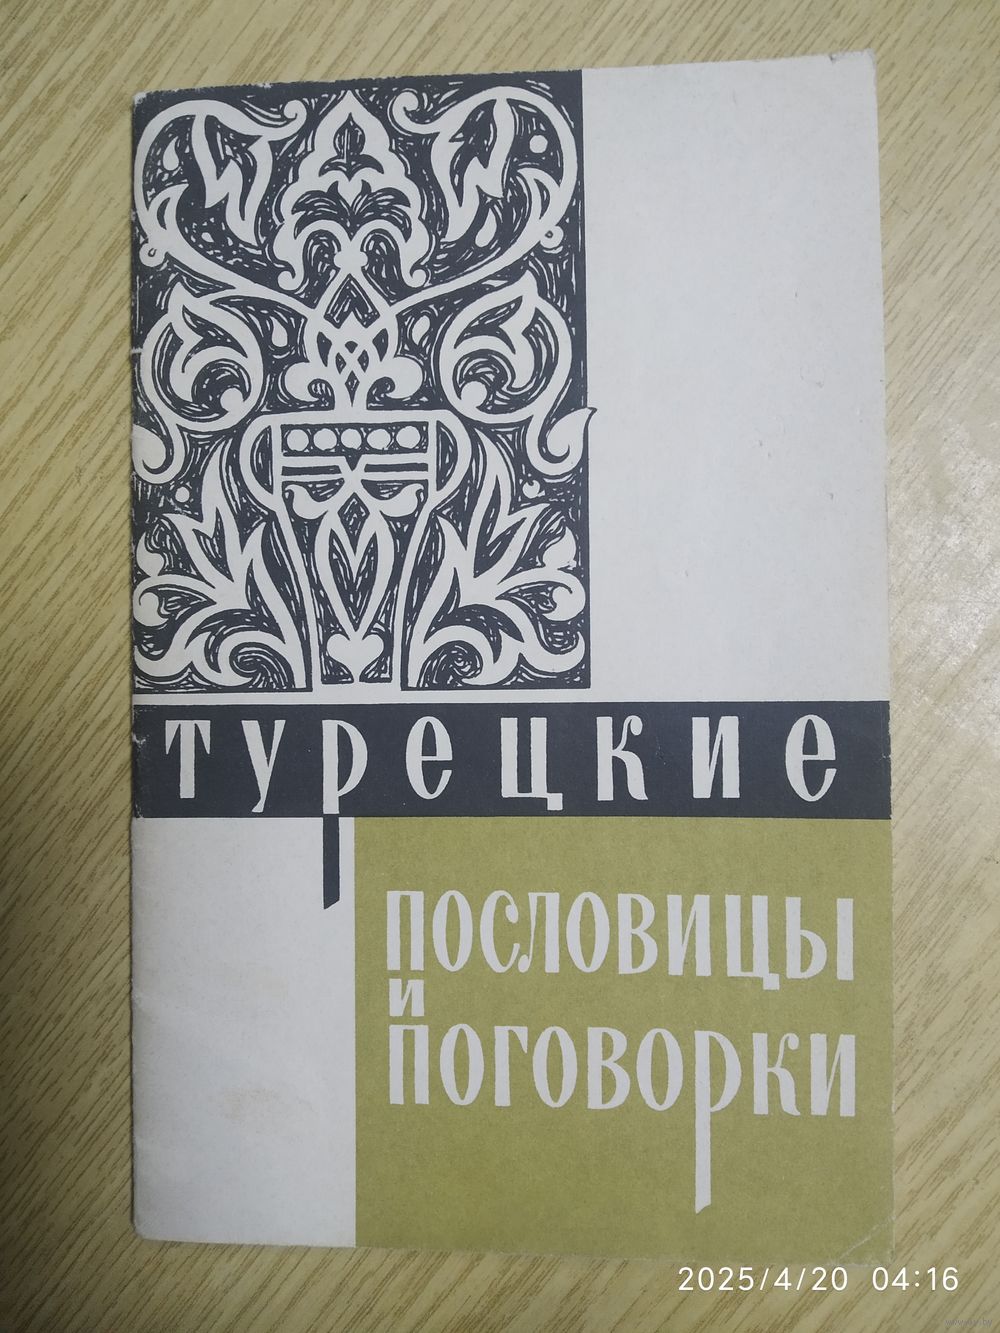 ТУРЕЦКИЕ
ПОСЛОВИЦЫ
И
ПОГОВОРКИ
2025/4/20 04:16